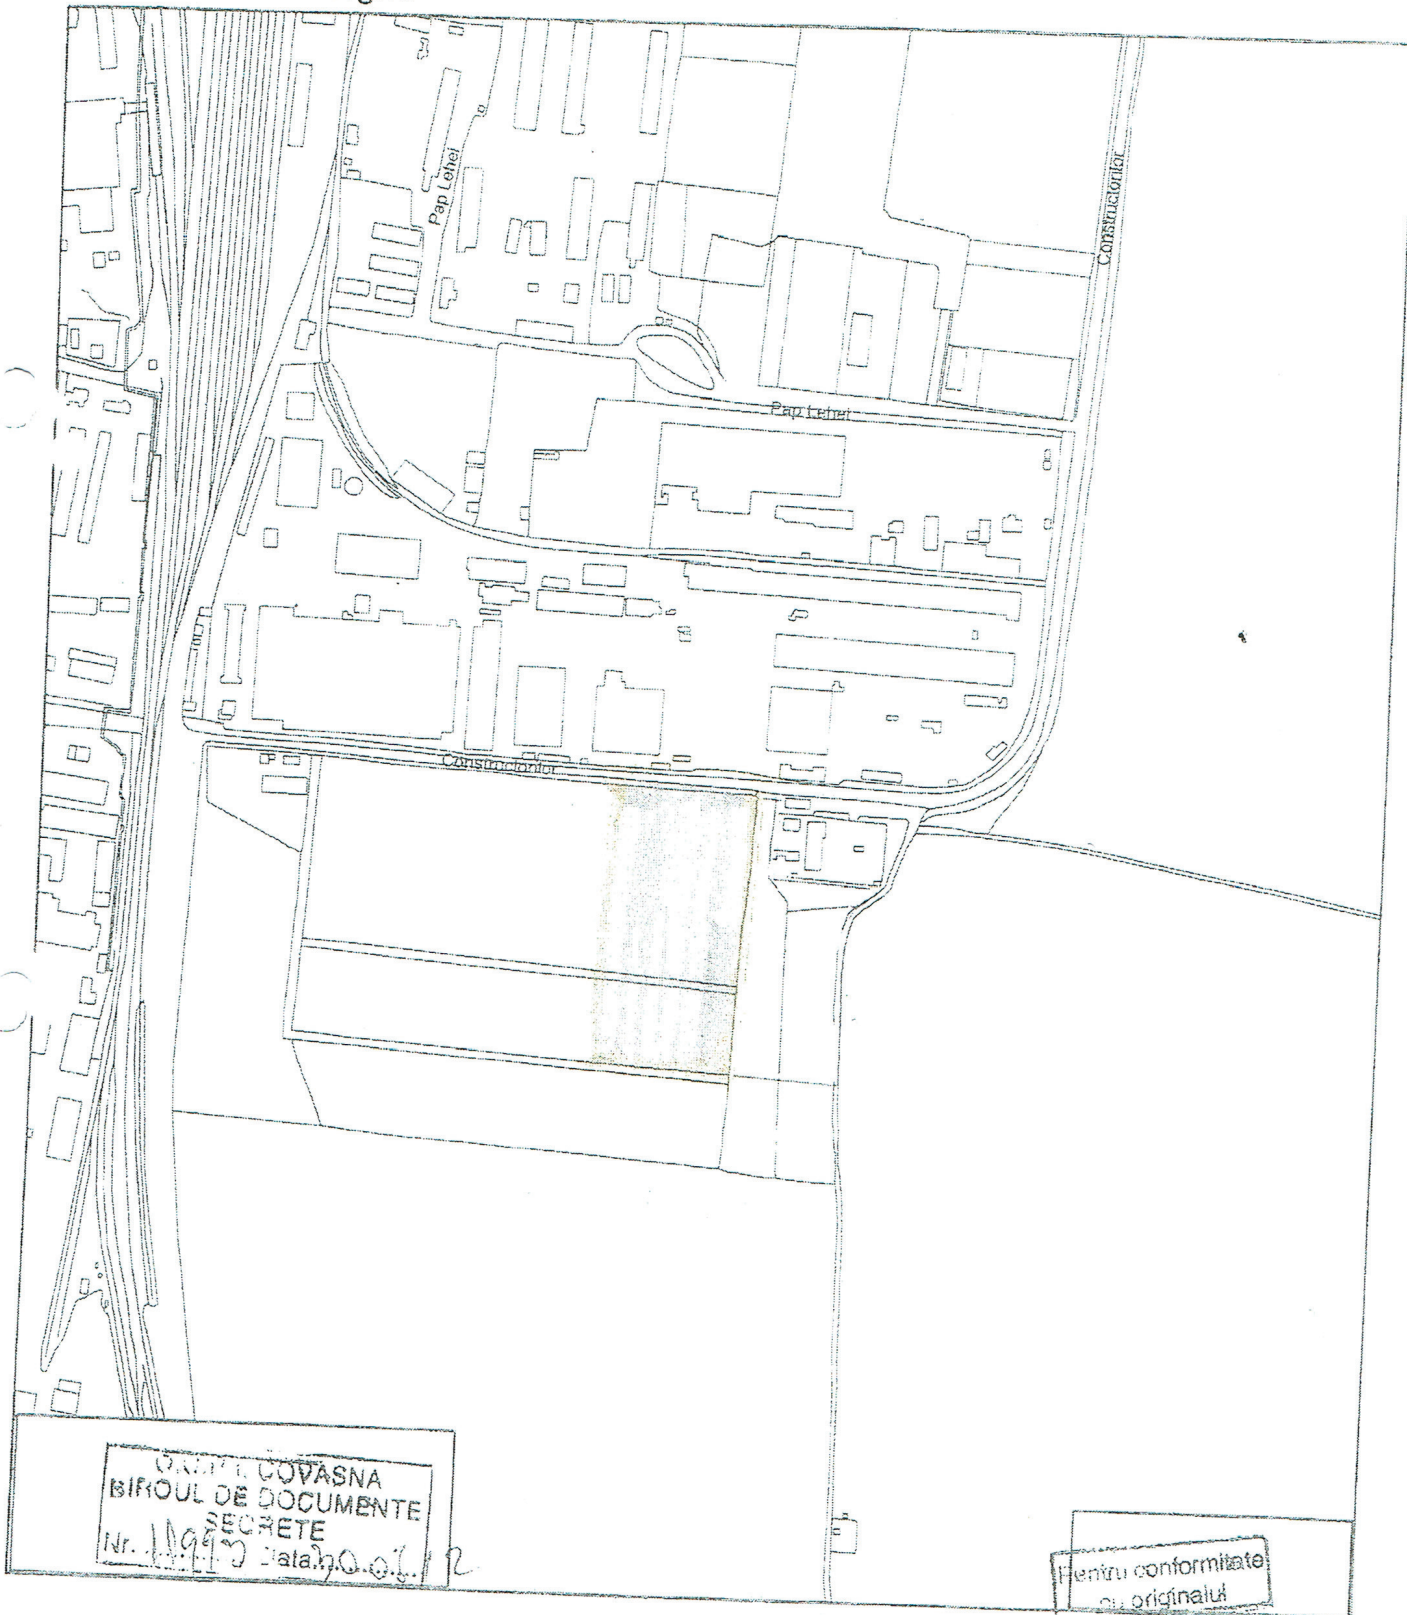 Pap Lehel
Constructorilor
Pap Lehel
Constructorilor
COVASNA
BIROUL DE DOCUMENTE
SECRETE
Nr.
Data
Pentru conformitate
cu originalul